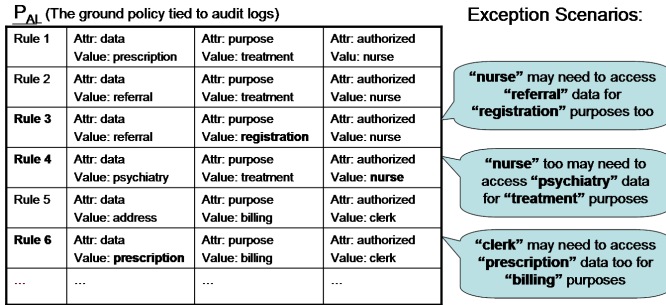 P_AL (The ground policy tied to audit logs)
Exception Scenarios:
Rule 1 Attr: data Attr: purpose Attr: authorized
Value: prescription Value: treatment Valu: nurse
Rule 2 Attr: data Attr: purpose Attr: authorized
Value: referral Value: treatment Value: nurse
Rule 3 Attr: data Attr: purpose Attr: authorized
Value: referral Value: registration Value: nurse
Rule 4 Attr: data Attr: purpose Attr: authorized
Value: psychiatry Value: treatment Value: nurse
Rule 5 Attr: data Attr: purpose Attr: authorized
Value: address Value: billing Value: clerk
Rule 6 Attr: data Attr: purpose Attr: authorized
Value: prescription Value: billing Value: clerk
... ... ... ...
“nurse” may need to access
“referral” data for
“registration” purposes too
“nurse” too may need to
access “psychiatry” data
for “treatment” purposes
“clerk” may need to access
“prescription” data too for
“billing” purposes